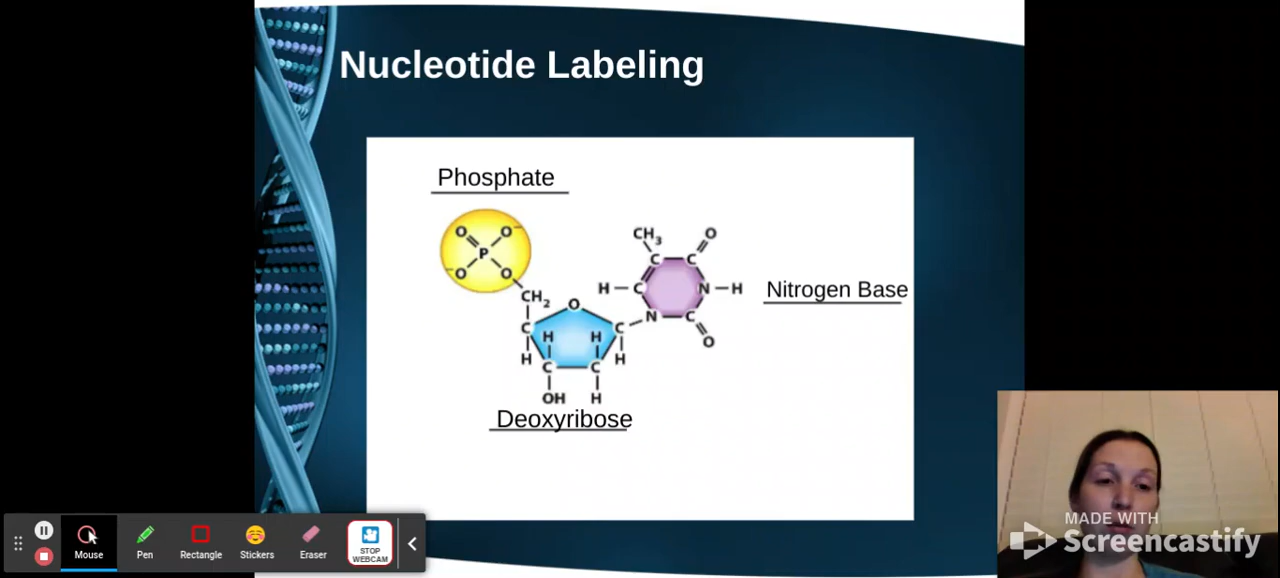 Nucleotide Labeling
Phosphate
O O⁻
P
⁻O O
CH₂
CH₃ O
C C
H C N H
N C
O
O
C H H C
H C C H
OH H
Nitrogen Base
Deoxyribose
Mouse
Pen
Rectangle
Stickers
Eraser
STOP
WEBCAM
MADE WITH
Screencastify